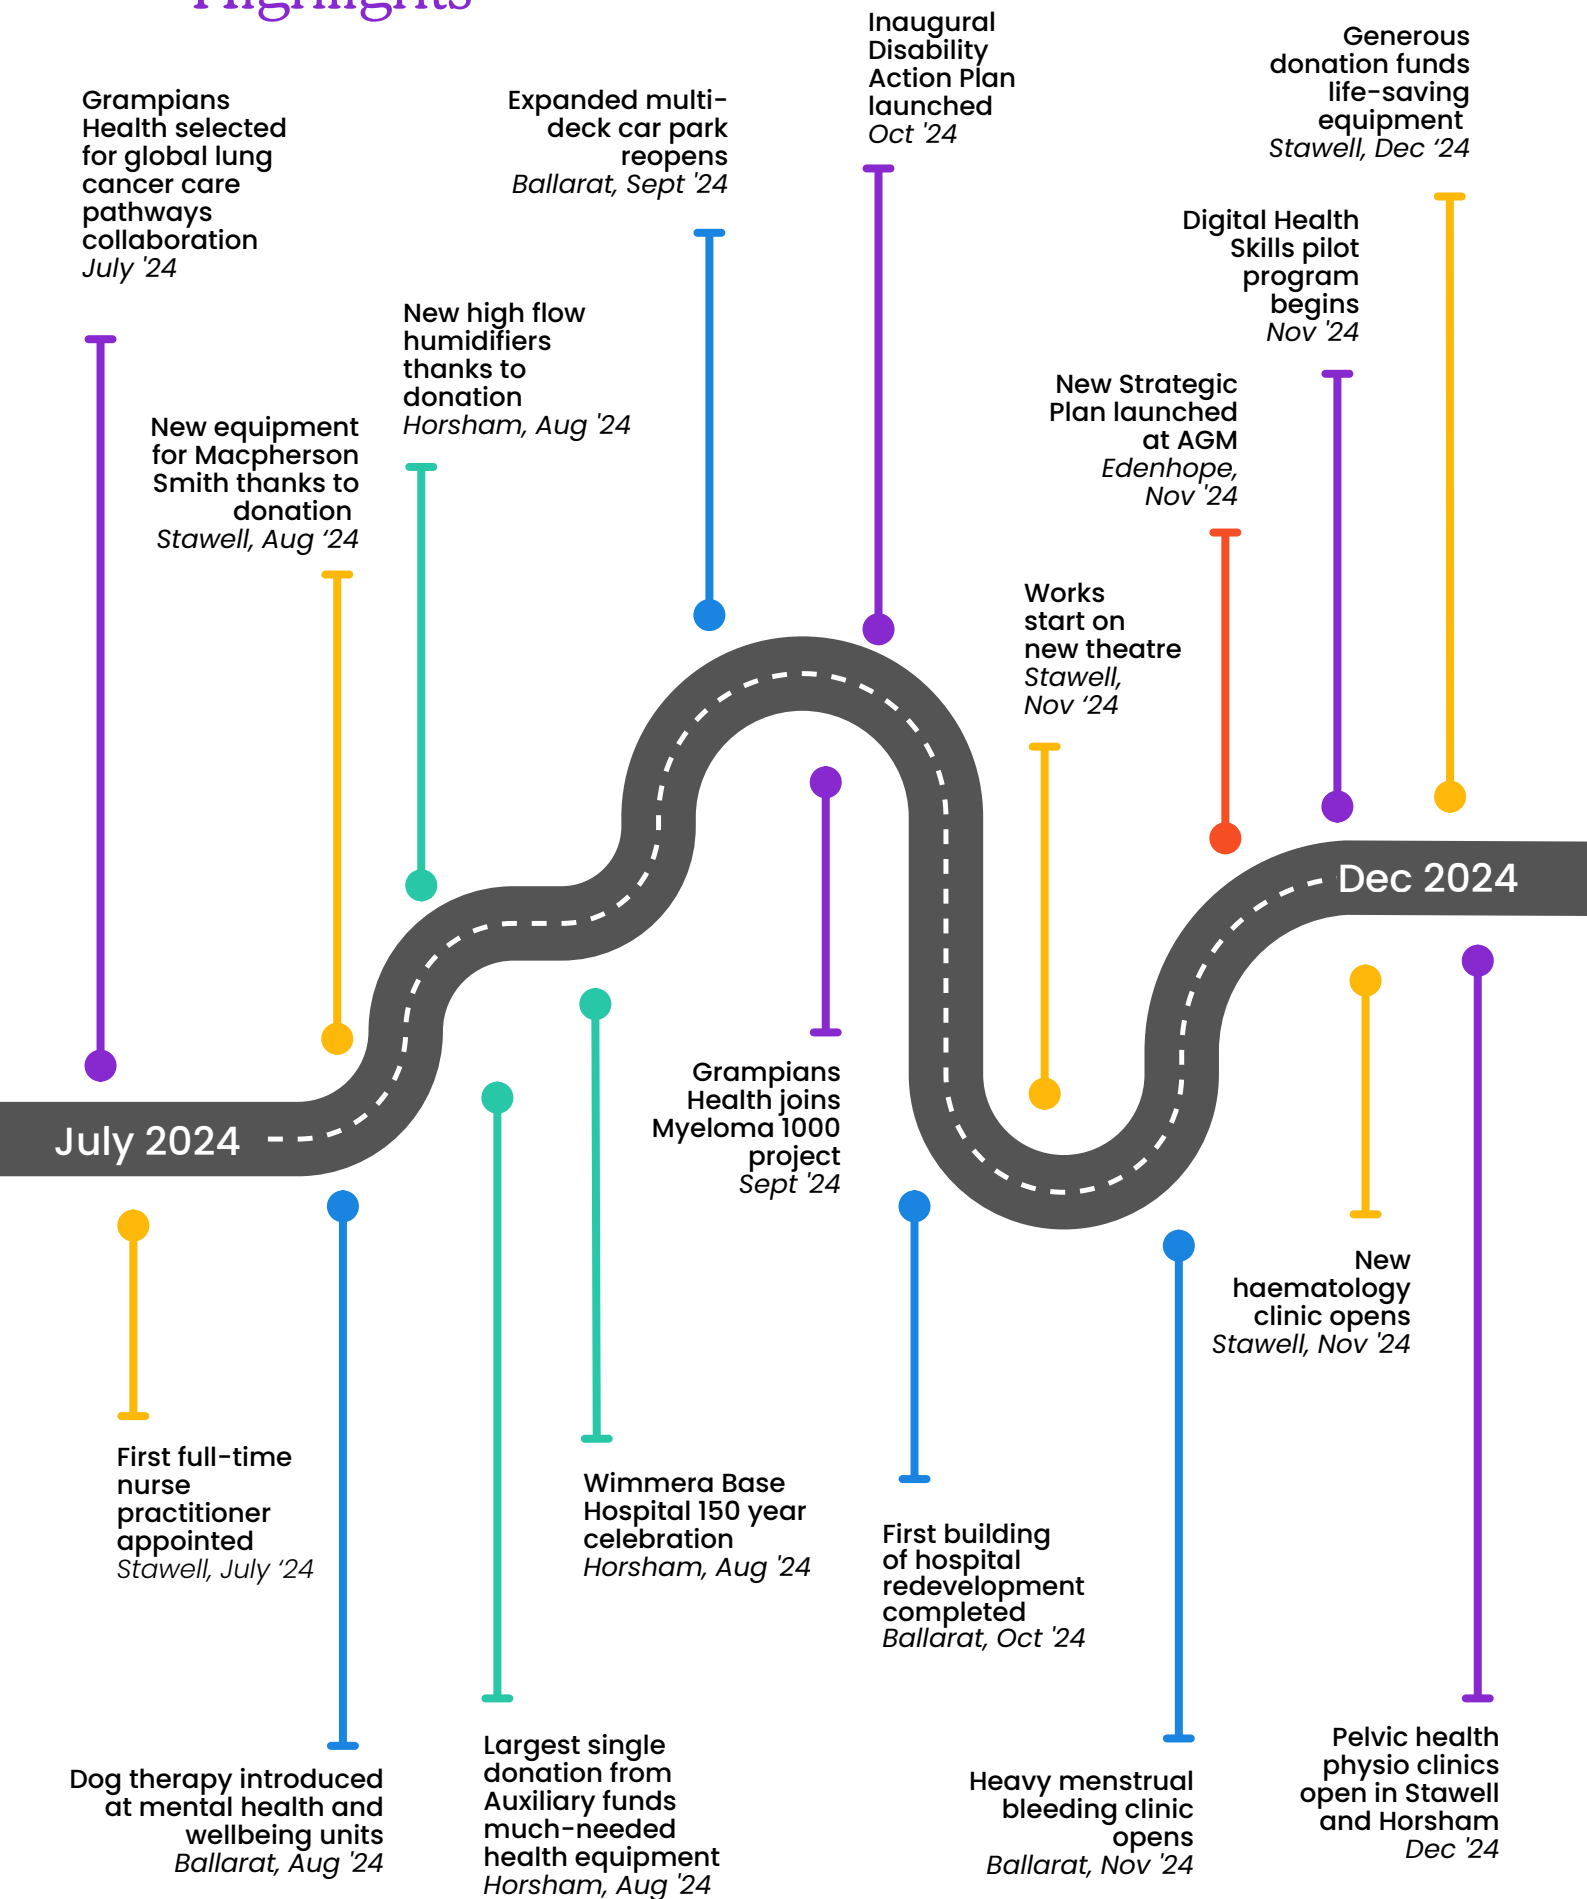 Highlights
Grampians
Health selected
for global lung
cancer care
pathways
collaboration
July '24
New equipment
for Macpherson
Smith thanks to
donation
Stawell, Aug ‘24
New high flow
humidifiers
thanks to
donation
Horsham, Aug '24
Expanded multi-
deck car park
reopens
Ballarat, Sept '24
Inaugural
Disability
Action Plan
launched
Oct '24
Works
start on
new theatre
Stawell,
Nov ‘24
New Strategic
Plan launched
at AGM
Edenhope,
Nov '24
Digital Health
Skills pilot
program
begins
Nov '24
Generous
donation funds
life-saving
equipment
Stawell, Dec ‘24
July 2024
Dec 2024
First full-time
nurse
practitioner
appointed
Stawell, July ‘24
Dog therapy introduced
at mental health and
wellbeing units
Ballarat, Aug '24
Largest single
donation from
Auxiliary funds
much-needed
health equipment
Horsham, Aug '24
Wimmera Base
Hospital 150 year
celebration
Horsham, Aug '24
Grampians
Health joins
Myeloma 1000
project
Sept '24
First building
of hospital
redevelopment
completed
Ballarat, Oct '24
Heavy menstrual
bleeding clinic
opens
Ballarat, Nov '24
New
haematology
clinic opens
Stawell, Nov '24
Pelvic health
physio clinics
open in Stawell
and Horsham
Dec '24